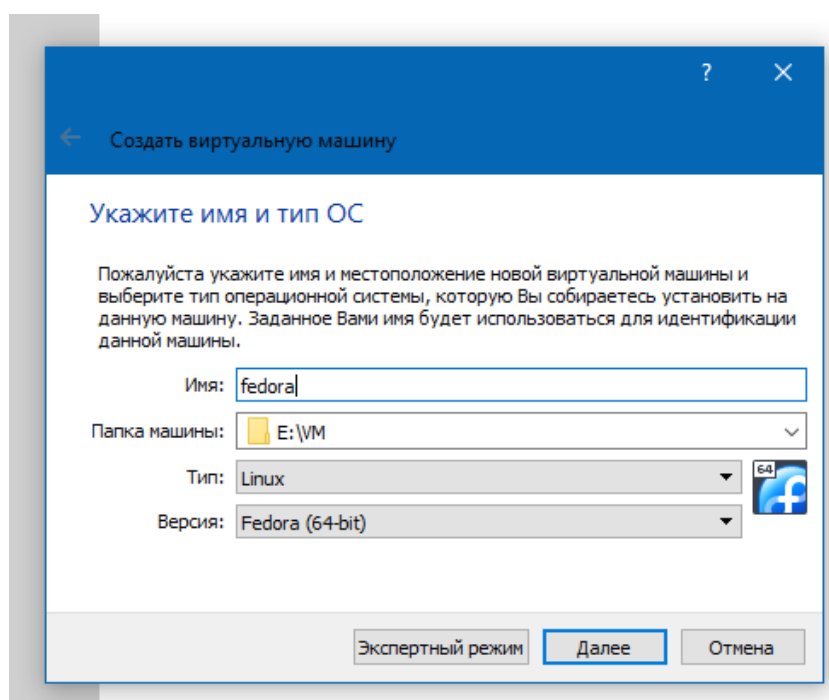 ?
Создать виртуальную машину
Укажите имя и тип ОС
Пожалуйста укажите имя и местоположение новой виртуальной машины и
выберите тип операционной системы, которую Вы собираетесь установить на
данную машину. Заданное Вами имя будет использоваться для идентификации
данной машины.
Имя: fedora
Папка машины: E:\VM
Тип: Linux
64
Версия: Fedora (64-bit)
Экспертный режим Далее Отмена